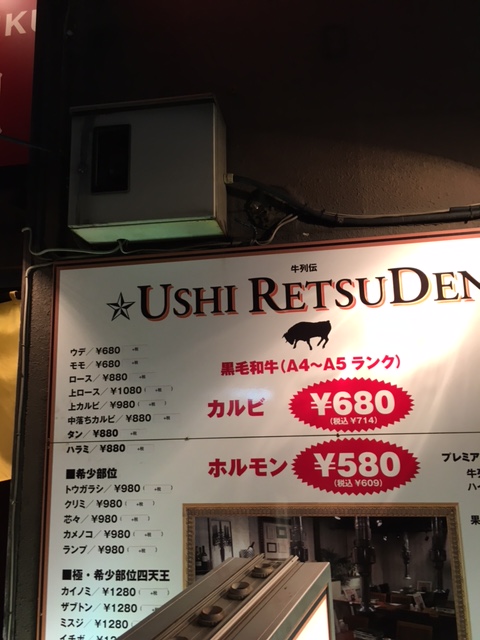 KU
牛列伝
USHI RETSUDEN
黒毛和牛(A4〜A5ランク)
カルビ ¥680
(税込 ¥714)
ホルモン ¥580
(税込 ¥609)
ウデ/¥680
モモ/¥680
ロース/¥880
上ロース/¥1080
上カルビ/¥980
中落ちカルビ/¥880
タン/¥880
ハラミ/¥880
■希少部位
トウガラシ/¥980
クリミ/¥980
芯々/¥980
カメノコ/¥980
ランプ/¥980
■極・希少部位四天王
カイノミ/¥1280
ザブトン/¥1280
ミスジ/¥1280
イチボ/¥12
プレミア